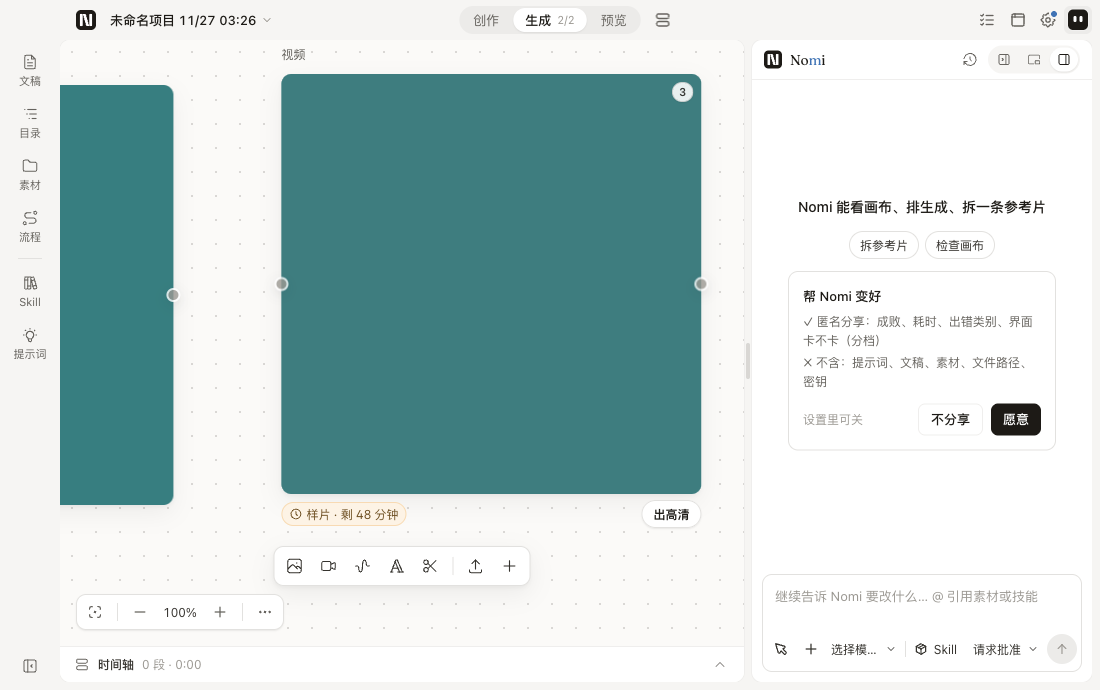 未命名项目 11/27 03:26
创作
生成 2/2
预览
文稿
目录
素材
流程
Skill
提示词
视频
3
样片 · 剩 48 分钟
出高清
100%
时间轴 0 段 · 0:00
Nomi
Nomi 能看画布、排生成、拆一条参考片
拆参考片
检查画布
帮 Nomi 变好
✓ 匿名分享：成败、耗时、出错类别、界面
卡不卡（分档）
✕ 不含：提示词、文稿、素材、文件路径、
密钥
设置里可关
不分享
愿意
继续告诉 Nomi 要改什么... @ 引用素材或技能
选择模...
Skill
请求批准